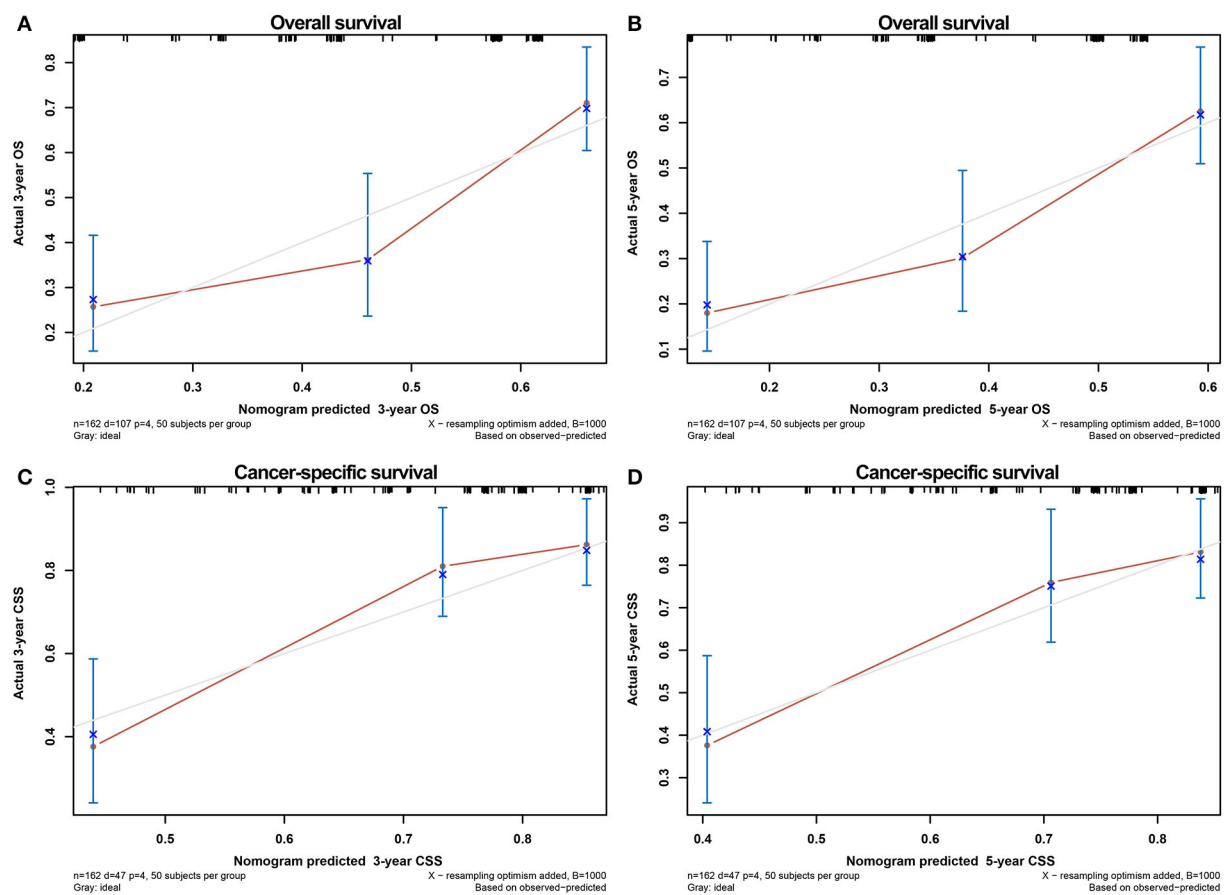 A
Overall survival
Actual 3-year OS
0.8
0.7
0.6
0.5
0.4
0.3
0.2
0.2 0.3 0.4 0.5 0.6
Nomogram predicted 3-year OS
n=162 d=107 p=4, 50 subjects per group
Gray: ideal
X − resampling optimism added, B=1000
Based on observed−predicted
B
Overall survival
Actual 5-year OS
0.7
0.6
0.5
0.4
0.3
0.2
0.1
0.2 0.3 0.4 0.5 0.6
Nomogram predicted 5-year OS
n=162 d=107 p=4, 50 subjects per group
Gray: ideal
X − resampling optimism added, B=1000
Based on observed−predicted
C
Cancer-specific survival
Actual 3-year CSS
1.0
0.8
0.6
0.4
0.5 0.6 0.7 0.8
Nomogram predicted 3-year CSS
n=162 d=47 p=4, 50 subjects per group
Gray: ideal
X − resampling optimism added, B=1000
Based on observed−predicted
D
Cancer-specific survival
Actual 5-year CSS
0.9
0.8
0.7
0.6
0.5
0.4
0.3
0.4 0.5 0.6 0.7 0.8
Nomogram predicted 5-year CSS
n=162 d=47 p=4, 50 subjects per group
Gray: ideal
X − resampling optimism added, B=1000
Based on observed−predicted